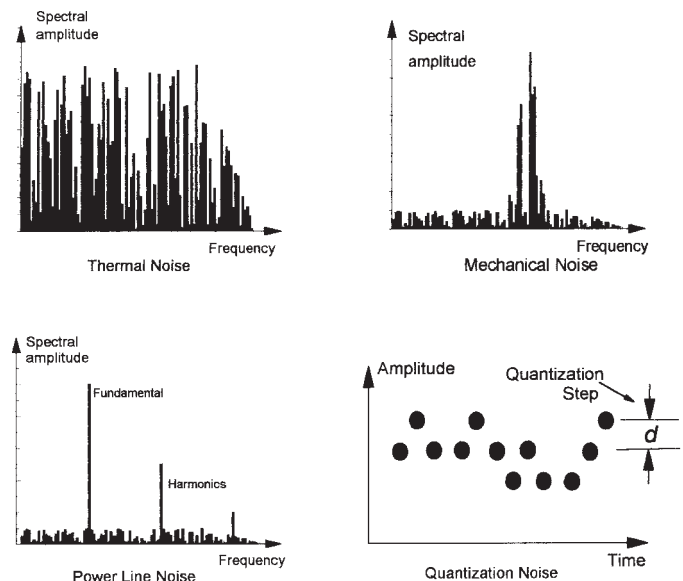 Spectral
amplitude
Frequency
Thermal Noise
Spectral
amplitude
Frequency
Mechanical Noise
Spectral
amplitude
Fundamental
Harmonics
Frequency
Power Line Noise
Amplitude
Quantization
Step
d
Time
Quantization Noise